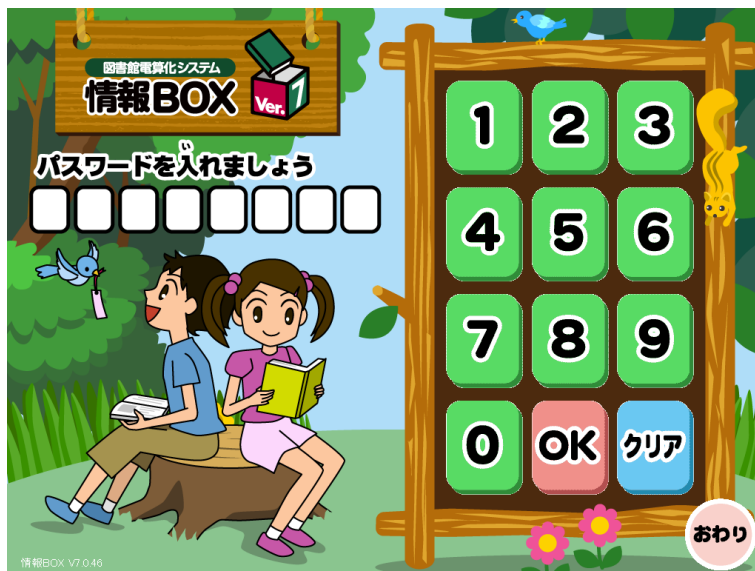 図書館電算化システム
情報BOX
Ver.7
い
パスワードを入れましょう
1 2 3
4 5 6
7 8 9
0 OK クリア
おわり
情報BOX V7.0.46